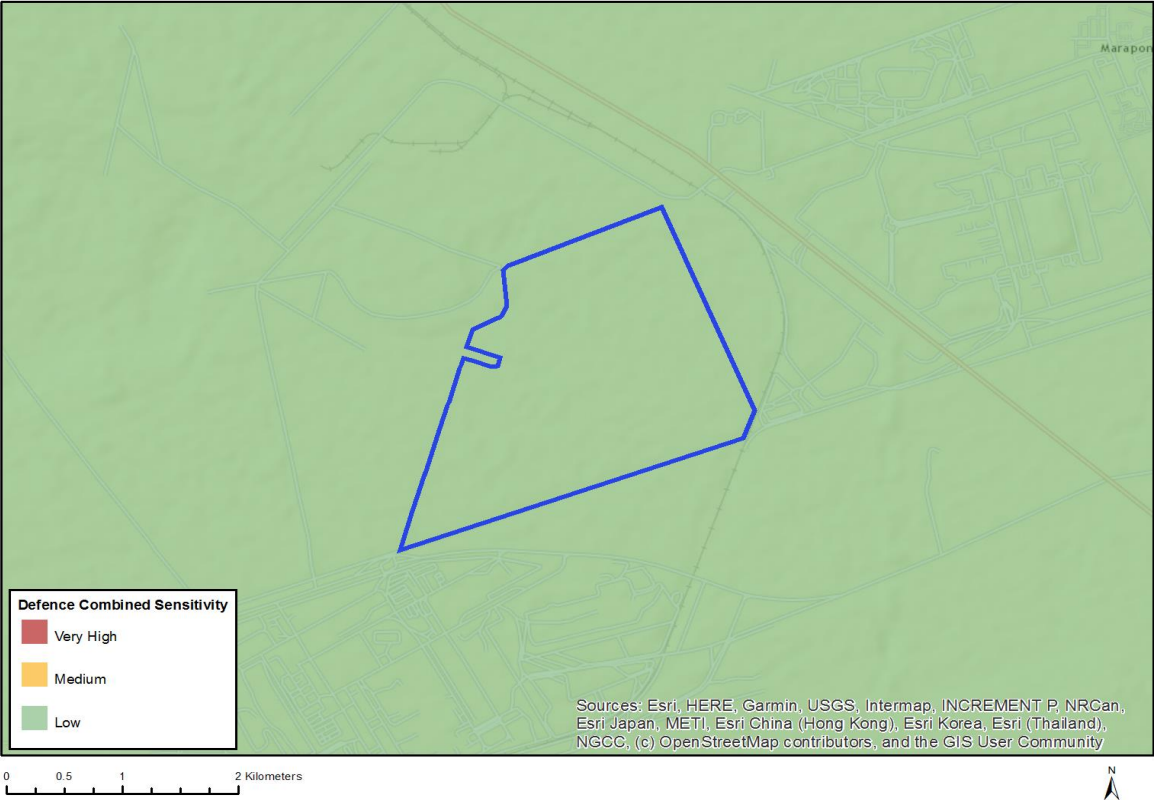 Marapon
Defence Combined Sensitivity
Very High
Medium
Low
Sources: Esri, HERE, Garmin, USGS, Intermap, INCREMENT P, NRCan,
Esri Japan, METI, Esri China (Hong Kong), Esri Korea, Esri (Thailand),
NGCC, (c) OpenStreetMap contributors, and the GIS User Community
0 0.5 1 2 Kilometers
N